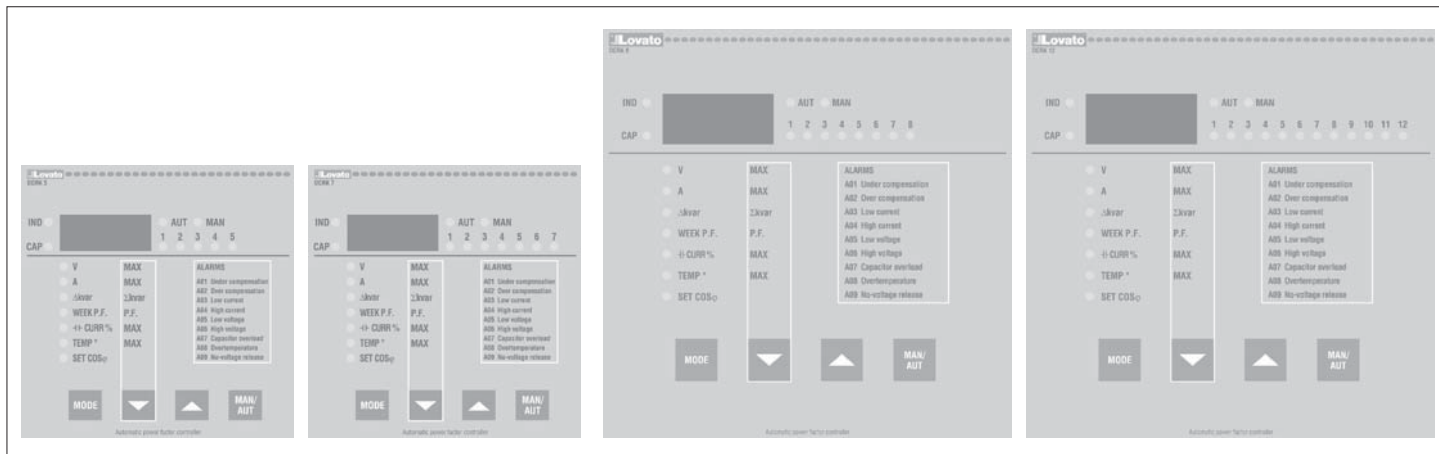 Lovato
DCRK 5
IND
CAP
AUT MAN
1 2 3 4 5
V MAX
A MAX
Δkvar Σkvar
WEEK P.F. P.F.
CURR % MAX
TEMP ° MAX
SET COSφ
ALARMS
A01 Under compensation
A02 Over compensation
A03 Low current
A04 High current
A05 Low voltage
A06 High voltage
A07 Capacitor overload
A08 Overtemperature
A09 No-voltage release
MODE
MAN/
AUT
Automatic power factor controller
Lovato
DCRK 7
IND
CAP
AUT MAN
1 2 3 4 5 6 7
V MAX
A MAX
Δkvar Σkvar
WEEK P.F. P.F.
CURR % MAX
TEMP ° MAX
SET COSφ
ALARMS
A01 Under compensation
A02 Over compensation
A03 Low current
A04 High current
A05 Low voltage
A06 High voltage
A07 Capacitor overload
A08 Overtemperature
A09 No-voltage release
MODE
MAN/
AUT
Automatic power factor controller
Lovato
DCRK 8
IND
CAP
AUT MAN
1 2 3 4 5 6 7 8
V MAX
A MAX
Δkvar Σkvar
WEEK P.F. P.F.
CURR % MAX
TEMP ° MAX
SET COSφ
ALARMS
A01 Under compensation
A02 Over compensation
A03 Low current
A04 High current
A05 Low voltage
A06 High voltage
A07 Capacitor overload
A08 Overtemperature
A09 No-voltage release
MODE
MAN/
AUT
Automatic power factor controller
Lovato
DCRK 12
IND
CAP
AUT MAN
1 2 3 4 5 6 7 8 9 10 11 12
V MAX
A MAX
Δkvar Σkvar
WEEK P.F. P.F.
CURR % MAX
TEMP ° MAX
SET COSφ
ALARMS
A01 Under compensation
A02 Over compensation
A03 Low current
A04 High current
A05 Low voltage
A06 High voltage
A07 Capacitor overload
A08 Overtemperature
A09 No-voltage release
MODE
MAN/
AUT
Automatic power factor controller